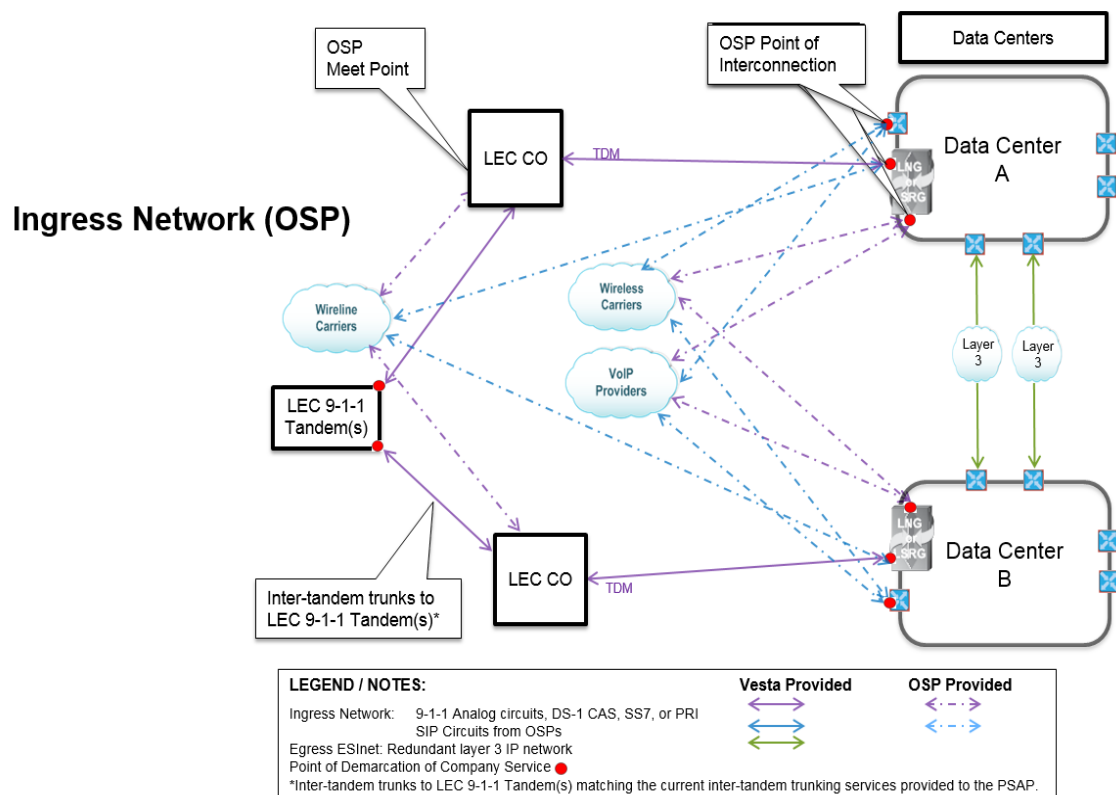 OSP
Meet Point
OSP Point of
Interconnection
Data Centers
LEC CO
TDM
LNG
or
LSRG
Data Center
A
Ingress Network (OSP)
Wireline
Carriers
Wireless
Carriers
VoIP
Providers
Layer
3
Layer
3
LEC 9-1-1
Tandem(s)
LNG
or
LSRG
Data Center
B
LEC CO
TDM
Inter-tandem trunks to
LEC 9-1-1 Tandem(s)*
LEGEND / NOTES:
Vesta Provided
OSP Provided
Ingress Network: 9-1-1 Analog circuits, DS-1 CAS, SS7, or PRI
SIP Circuits from OSPs
Egress ESInet: Redundant layer 3 IP network
Point of Demarcation of Company Service
*Inter-tandem trunks to LEC 9-1-1 Tandem(s) matching the current inter-tandem trunking services provided to the PSAP.